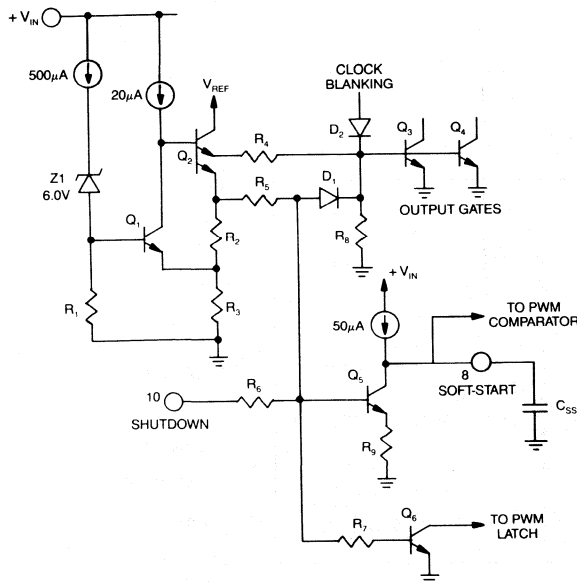 + VIN
500μA
20μA
VREF
CLOCK
BLANKING
D2
Q3
Q4
R4
Q2
Z1
6.0V
Q1
R5
D1
OUTPUT GATES
R2
R8
R1
R3
+ VIN
50μA
TO PWM
COMPARATOR
8
SOFT-START
Q5
CSS
10
SHUTDOWN
R6
R9
R7
Q6
TO PWM
LATCH